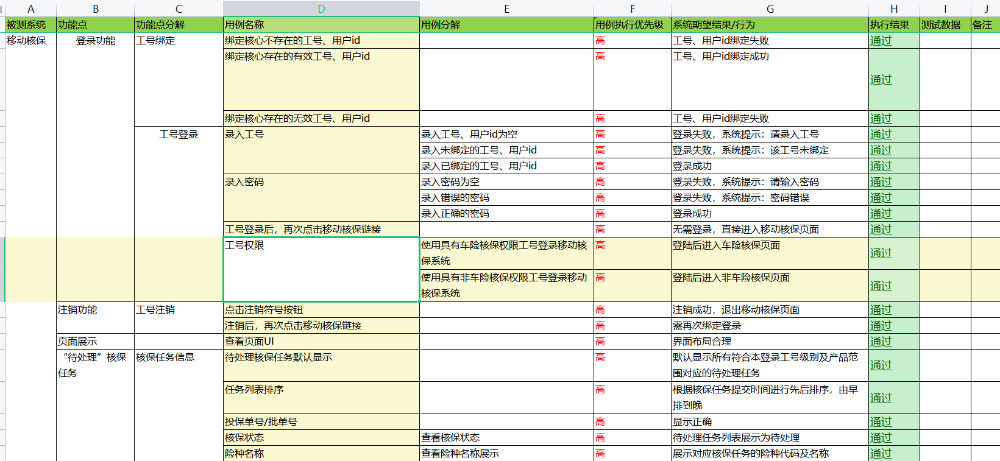 A B C D E F G H I J
被测系统 功能点 功能点分解 用例名称 用例分解 用例执行优先级 系统期望结果/行为 执行结果 测试数据 备注
移动核保 登录功能 工号绑定 绑定核心不存在的工号、用户id 高 工号、用户id绑定失败 通过
绑定核心存在的有效工号、用户id 高 工号、用户id绑定成功 通过
绑定核心存在的无效工号、用户id 高 工号、用户id绑定失败 通过
工号登录 录入工号 录入工号、用户id为空 高 登录失败，系统提示：请录入工号 通过
录入未绑定的工号、用户id 高 登录失败，系统提示：该工号未绑定 通过
录入已绑定的工号、用户id 高 登录成功 通过
录入密码 录入密码为空 高 登录失败，系统提示：请输入密码 通过
录入错误的密码 高 登录失败，系统提示：密码错误 通过
录入正确的密码 高 登录成功 通过
工号登录后，再次点击移动核保链接 高 无需登录，直接进入移动核保页面 通过
工号权限 使用具有车险核保权限工号登录移动核 高 登陆后进入车险核保页面 通过
保系统
使用具有非车险核保权限工号登录移动 高 登陆后进入非车险核保页面 通过
核保系统
注销功能 工号注销 点击注销符号按钮 高 注销成功，退出移动核保页面 通过
注销后，再次点击移动核保链接 高 需再次绑定登录 通过
页面展示 查看页面UI 高 界面布局合理 通过
“待处理”核保 核保任务信息 待处理核保任务默认显示 高 默认显示所有符合本登录工号级别及产品范 通过
任务 围对应的待处理任务
任务列表排序 高 根据核保任务提交时间进行先后排序，由早 通过
排到晚
投保单号/批单号 高 显示正确 通过
核保状态 查看核保状态 高 待处理任务列表展示为待处理 通过
险种名称 查看险种名称展示 高 展示对应核保任务的险种代码及名称 通过